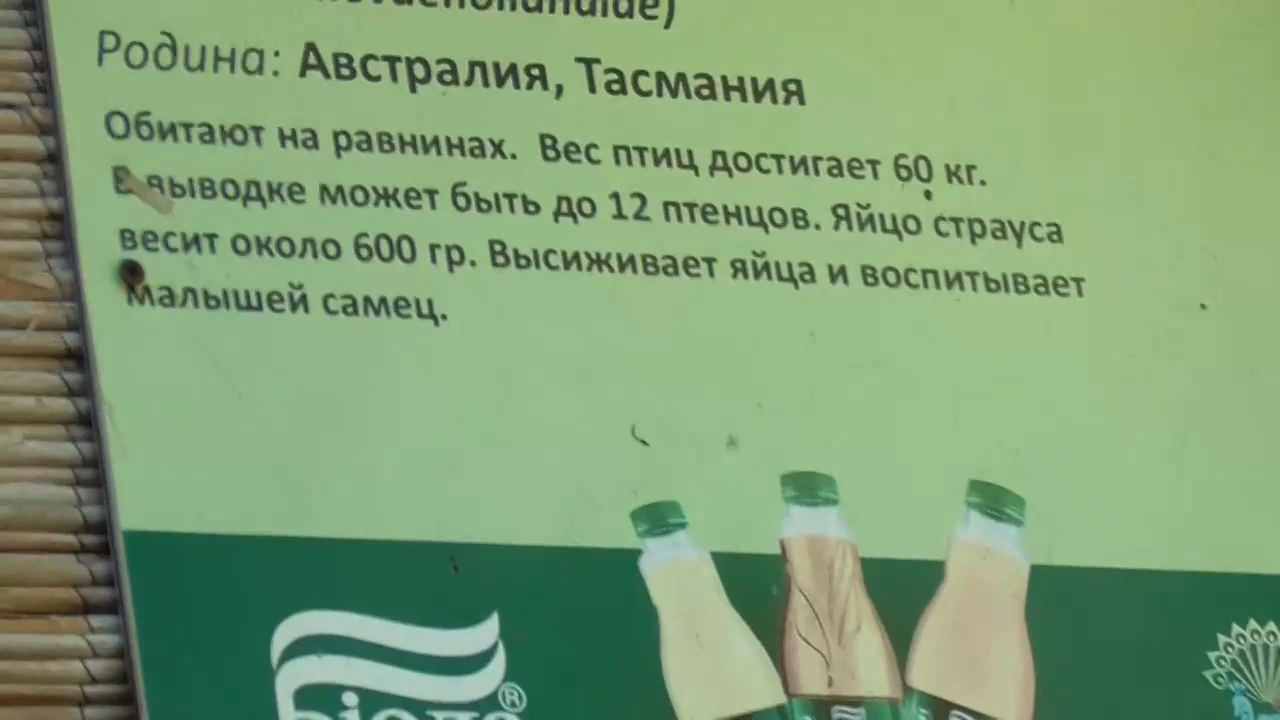 Родина: Австралия, Тасмания
Обитают на равнинах. Вес птиц достигает 60 кг.
В выводке может быть до 12 птенцов. Яйцо страуса
весит около 600 гр. Высиживает яйца и воспитывает
малышей самец.
®